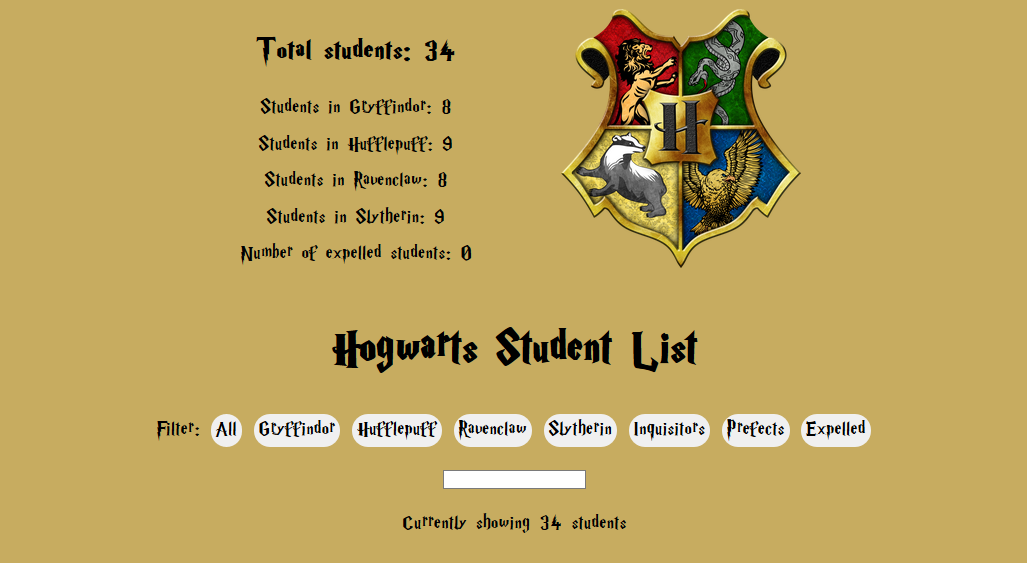 Total students: 34
Students in Gryffindor: 8
Students in Hufflepuff: 9
Students in Ravenclaw: 8
Students in Slytherin: 9
Number of expelled students: 0
H
Hogwarts Student List
Filter: All Gryffindor Hufflepuff Ravenclaw Slytherin Inquisitors Prefects Expelled
Currently showing 34 students